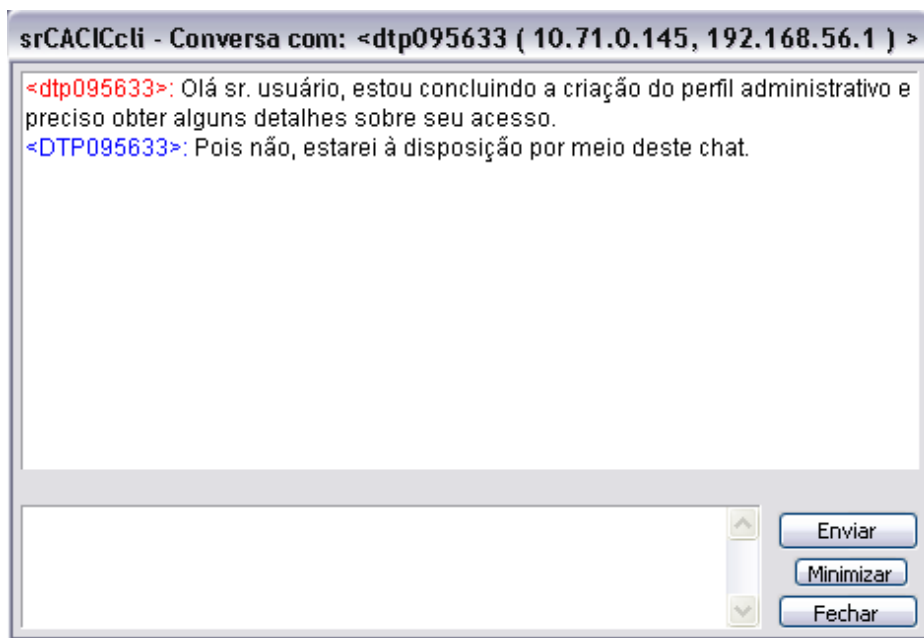 srCACICcli - Conversa com: <dtp095633 ( 10.71.0.145, 192.168.56.1 ) >
<dtp095633>: Olá sr. usuário, estou concluindo a criação do perfil administrativo e
preciso obter alguns detalhes sobre seu acesso.
<DTP095633>: Pois não, estarei à disposição por meio deste chat.
Enviar
Minimizar
Fechar